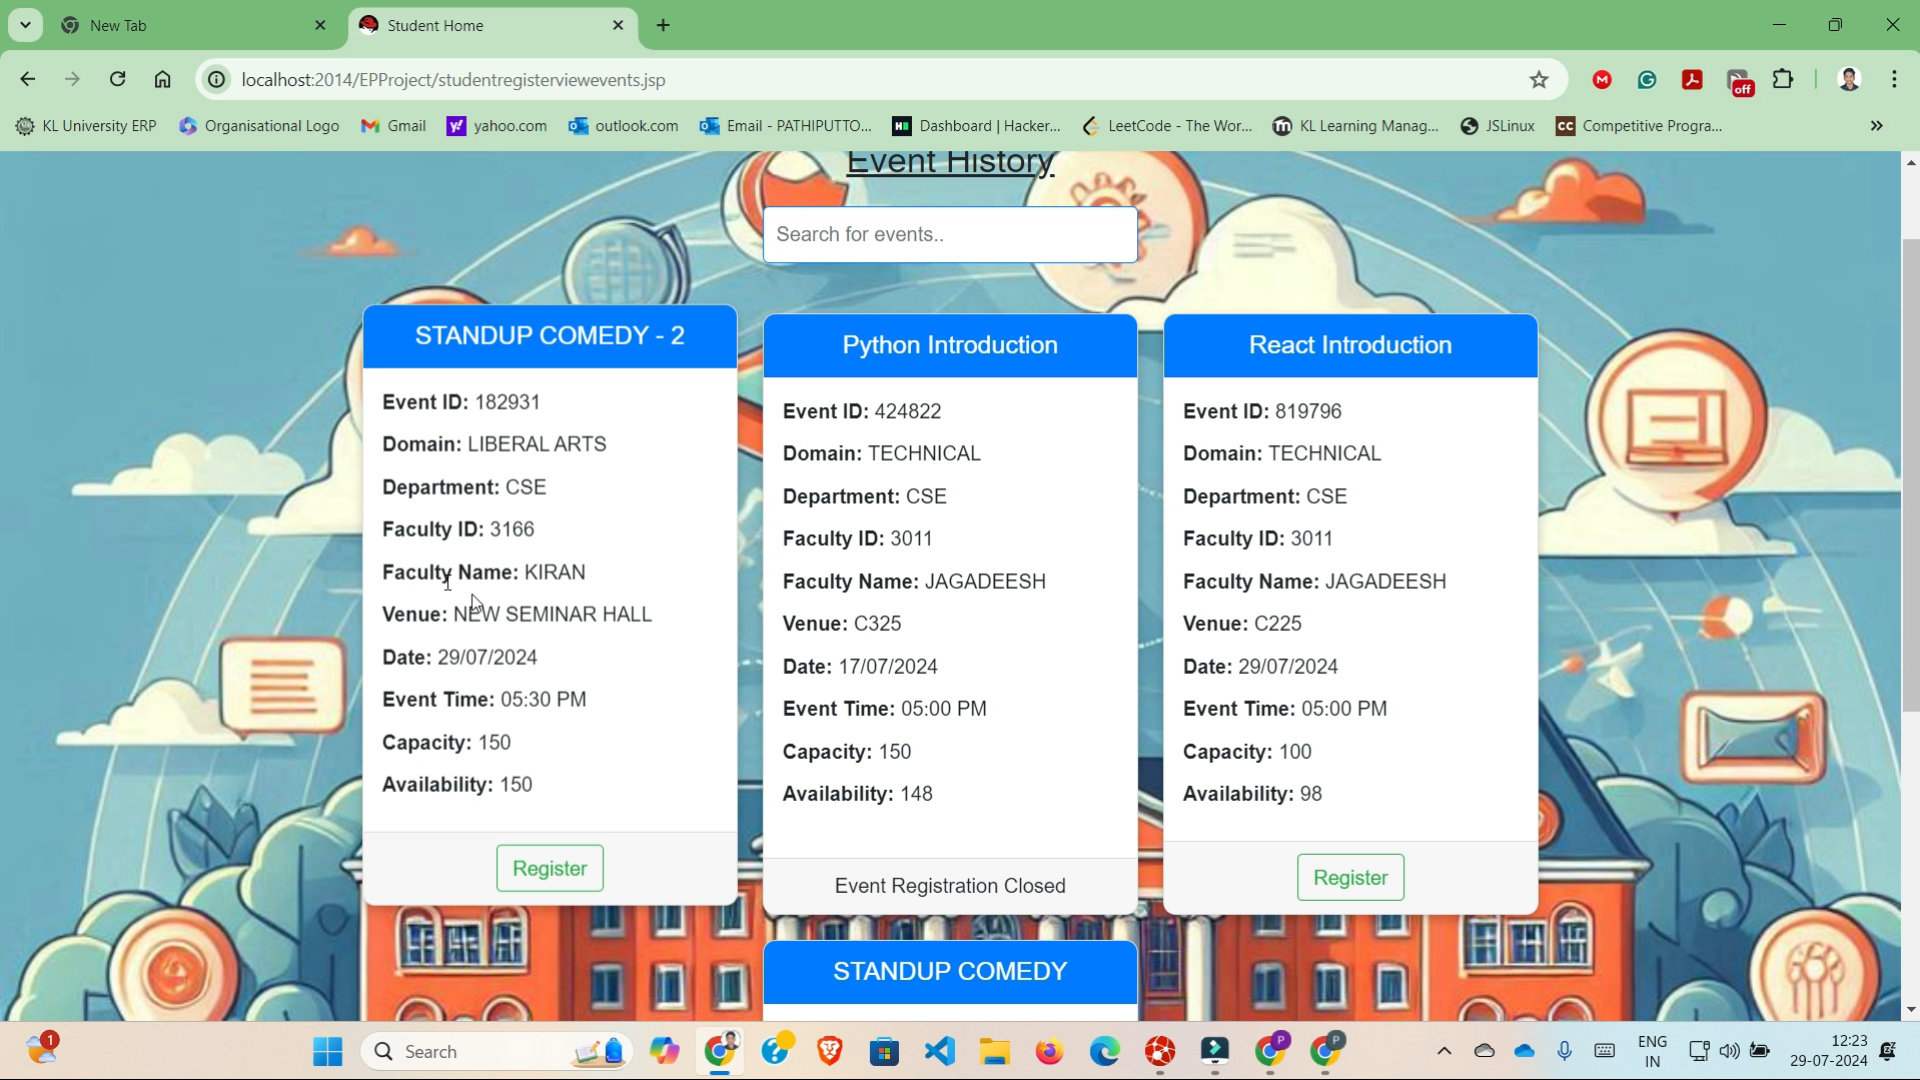 New Tab
Student Home
localhost:2014/EPProject/studentregisterviewevents.jsp
off
KL University ERP
Organisational Logo
Gmail
yahoo.com
outlook.com
Email - PATHIPUTTO...
Dashboard | Hacker...
LeetCode - The Wor...
KL Learning Manag...
JSLinux
CC Competitive Progra...
Event History
Search for events..
STANDUP COMEDY - 2
Event ID: 182931
Domain: LIBERAL ARTS
Department: CSE
Faculty ID: 3166
Faculty Name: KIRAN
Venue: NEW SEMINAR HALL
Date: 29/07/2024
Event Time: 05:30 PM
Capacity: 150
Availability: 150
Register
Python Introduction
Event ID: 424822
Domain: TECHNICAL
Department: CSE
Faculty ID: 3011
Faculty Name: JAGADEESH
Venue: C325
Date: 17/07/2024
Event Time: 05:00 PM
Capacity: 150
Availability: 148
Event Registration Closed
React Introduction
Event ID: 819796
Domain: TECHNICAL
Department: CSE
Faculty ID: 3011
Faculty Name: JAGADEESH
Venue: C225
Date: 29/07/2024
Event Time: 05:00 PM
Capacity: 100
Availability: 98
Register
STANDUP COMEDY
1
Search
P
P
ENG
IN
12:23
29-07-2024